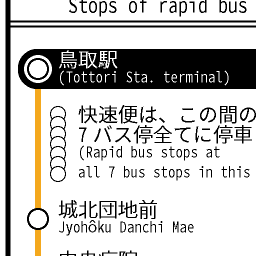 Stops of rapid bus
鳥取駅
(Tottori Sta. terminal)
快速便は、この間の
7 バス停全てに停車
(Rapid bus stops at
all 7 bus stops in this
城北団地前
Jyohôku Danchi Mae